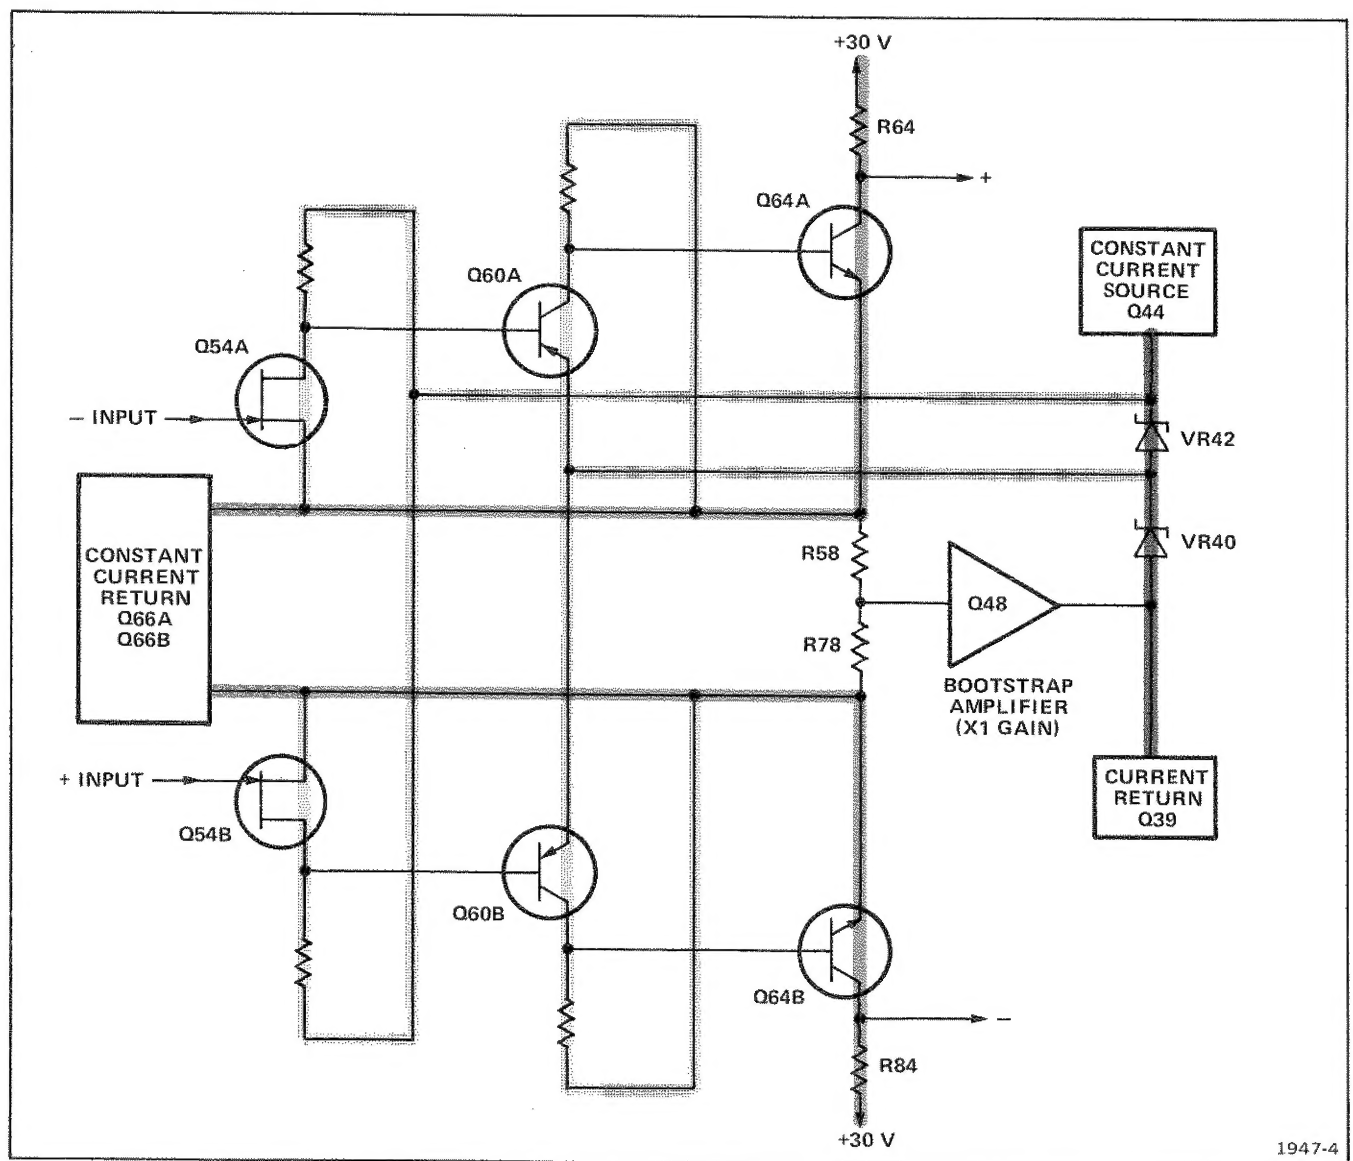 +30 V
R64
+
Q64A
CONSTANT
CURRENT
SOURCE
Q44
Q60A
Q54A
– INPUT
VR42
CONSTANT
CURRENT
RETURN
Q66A
Q66B
R58
VR40
Q48
R78
BOOTSTRAP
AMPLIFIER
(X1 GAIN)
+ INPUT
CURRENT
RETURN
Q39
Q54B
Q60B
Q64B
–
R84
+30 V
1947-4